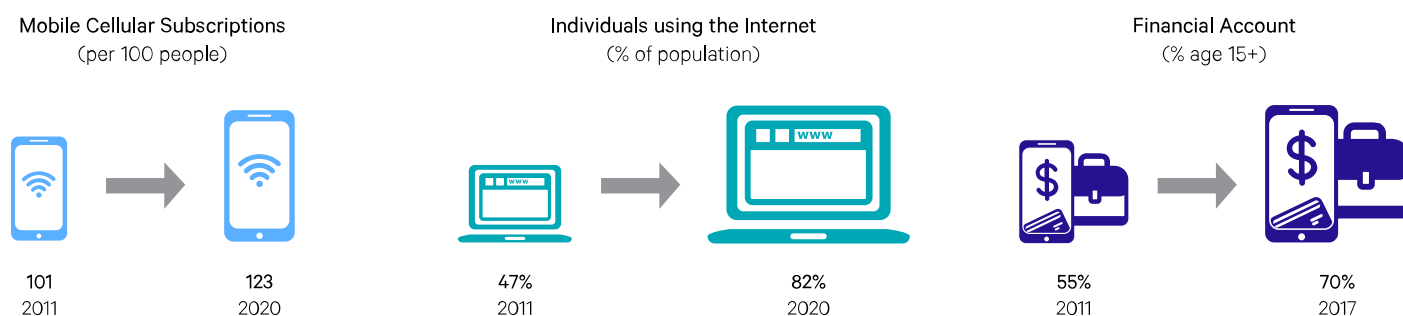 Mobile Cellular Subscriptions
(per 100 people)
101
2011
123
2020
Individuals using the Internet
(% of population)
www
47%
2011
www
82%
2020
Financial Account
(% age 15+)
$
55%
2011
$
70%
2017